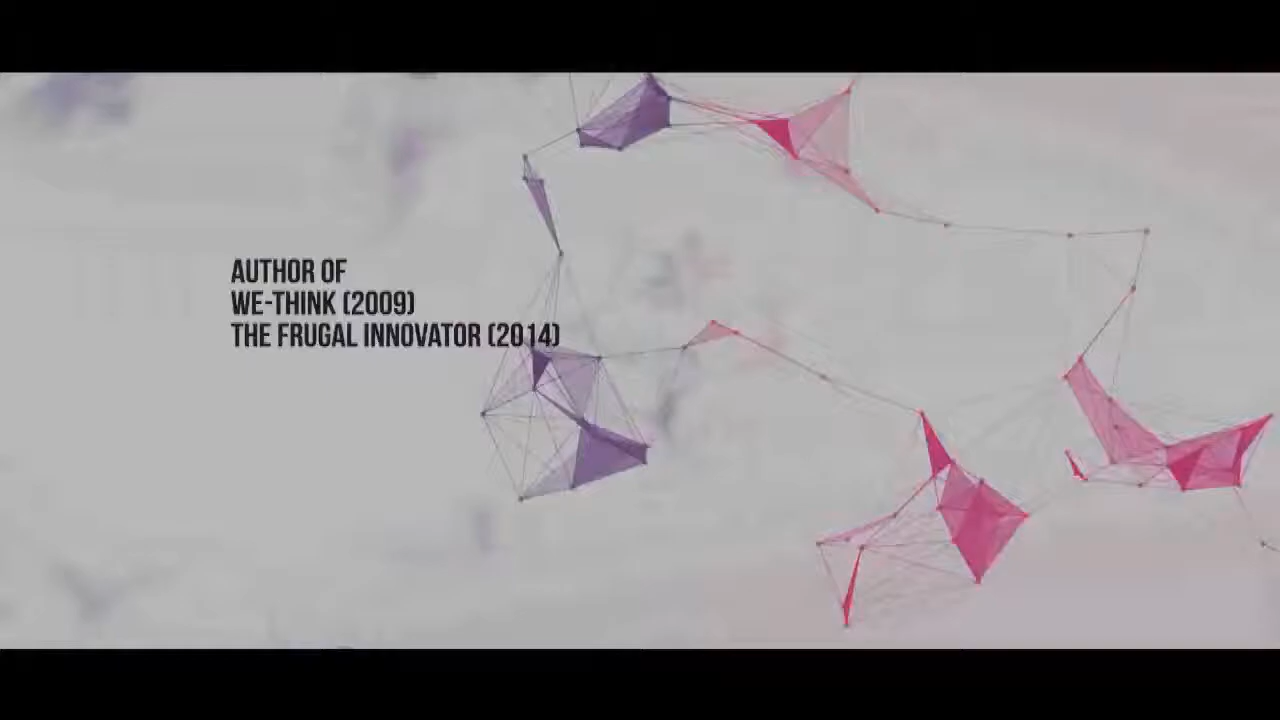 AUTHOR OF
WE-THINK (2009)
THE FRUGAL INNOVATOR (2014)